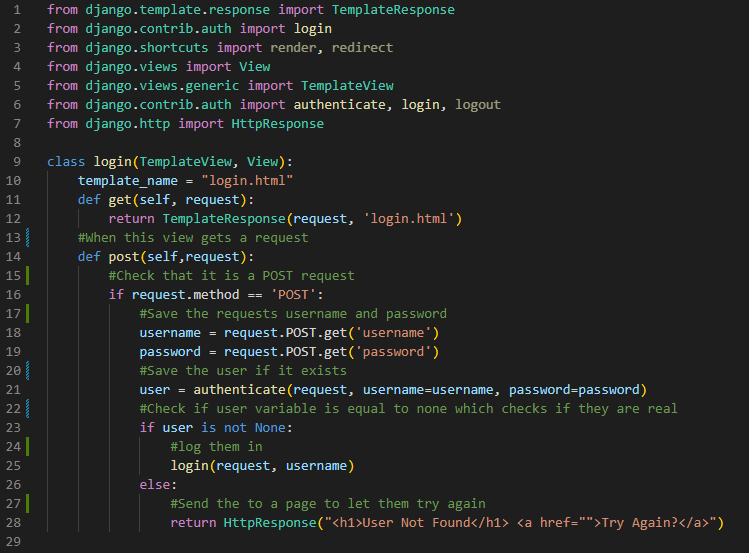 1 from django.template.response import TemplateResponse
2 from django.contrib.auth import login
3 from django.shortcuts import render, redirect
4 from django.views import View
5 from django.views.generic import TemplateView
6 from django.contrib.auth import authenticate, login, logout
7 from django.http import HttpResponse
8
9 class login(TemplateView, View):
10     template_name = "login.html"
11     def get(self, request):
12         return TemplateResponse(request, 'login.html')
13     #When this view gets a request
14     def post(self,request):
15         #Check that it is a POST request
16         if request.method == 'POST':
17             #Save the requests username and password
18             username = request.POST.get('username')
19             password = request.POST.get('password')
20             #Save the user if it exists
21             user = authenticate(request, username=username, password=password)
22             #Check if user variable is equal to none which checks if they are real
23             if user is not None:
24                 #log them in
25                 login(request, username)
26             else:
27                 #Send the to a page to let them try again
28                 return HttpResponse("<h1>User Not Found</h1> <a href="">Try Again?</a>")
29